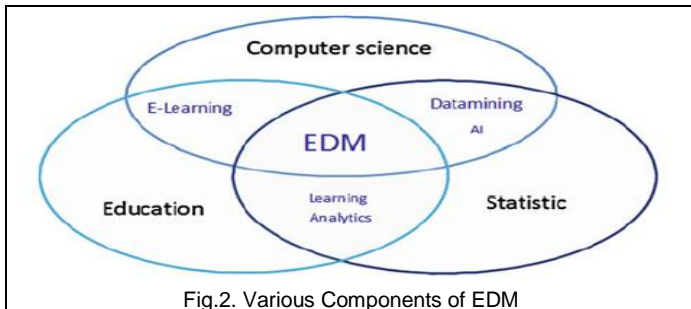 Computer science
E-Learning
Datamining
AI
EDM
Education
Learning
Analytics
Statistic
Fig.2. Various Components of EDM